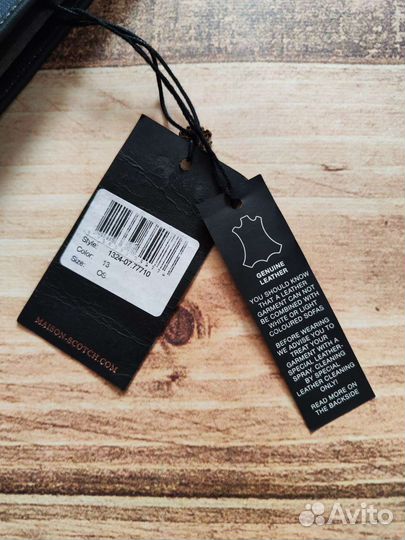 Style: 1324-07.77710
Color: 13
Size: OS.
MAISON-SCOTCH.COM
GENUINE
LEATHER
YOU SHOULD KNOW
THAT A LEATHER
GARMENT CAN NOT
BE COMBINED WITH
WHITE OR LIGHT
COLOURED SOFAS
BEFORE WEARING
WE ADVISE YOU TO
TREAT YOUR
GARMENT WITH A
SPECIAL LEATHER
SPRAY. CLEANING
BY SPECIAL
LEATHER CLEANING
ONLY!
READ MORE ON
THE BACKSIDE
Avito